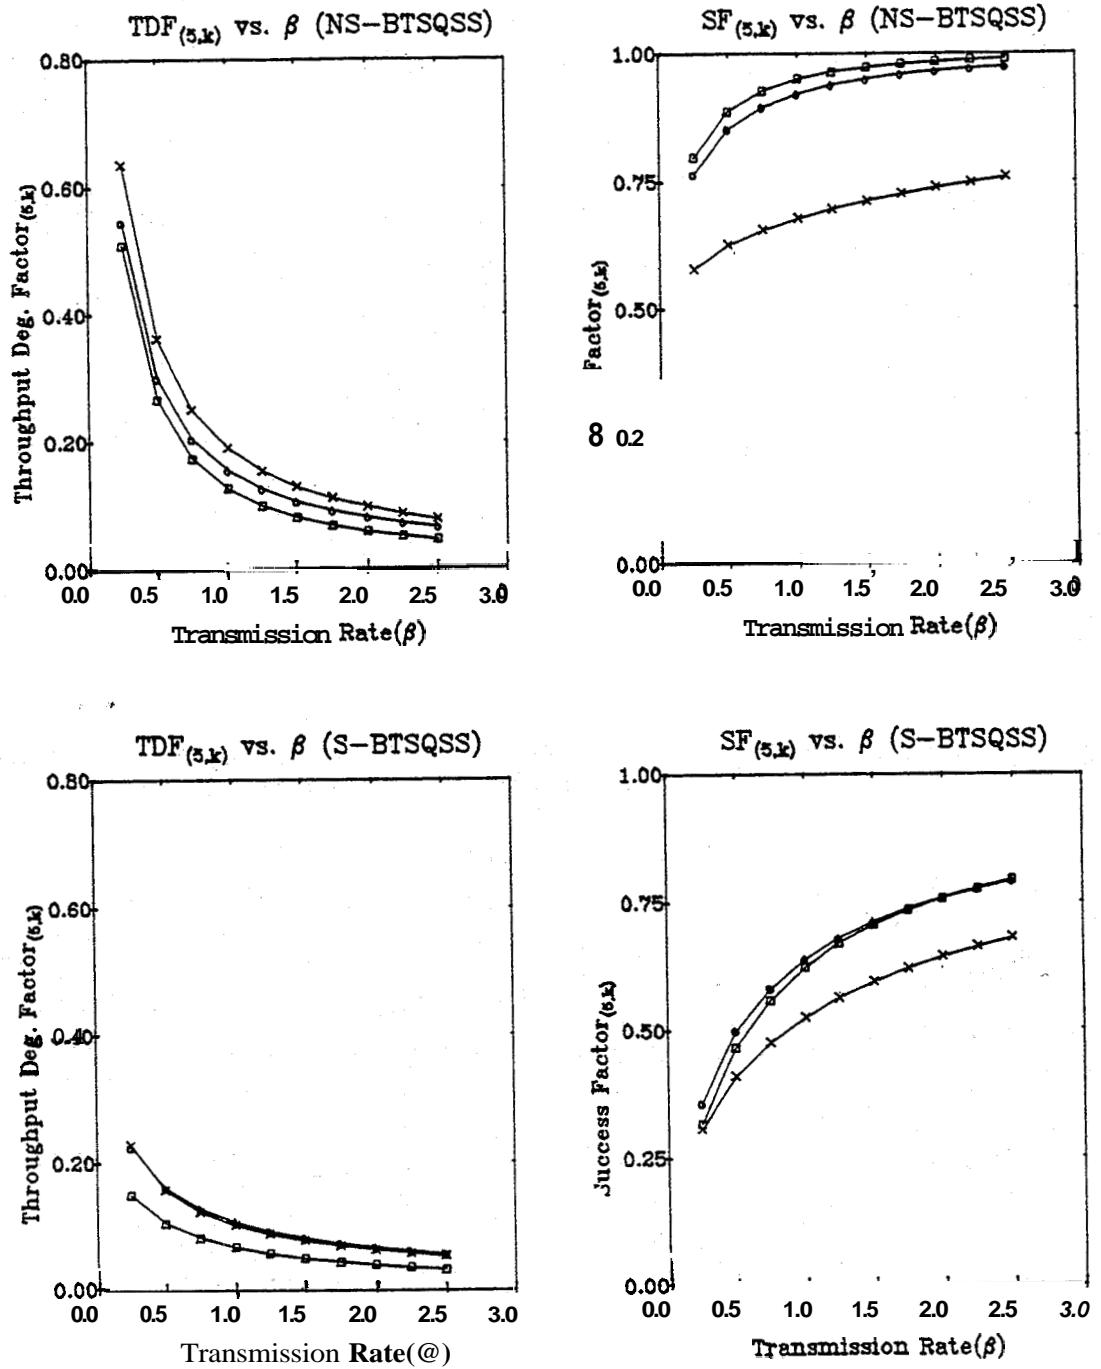 TDF(5,k) vs. β (NS-BTSQSS)
0.80
0.60
0.40
0.20
0.00
Throughput Deg. Factor(5,k)
0.0 0.5 1.0 1.5 2.0 2.5 3.0
Transmission Rate(β)
SF(5,k) vs. β (NS-BTSQSS)
1.00
0.75
0.50
8 0.2
0.00
Factor(5,k)
0.0 0.5 1.0 1.5 2.0 2.5 3.0
Transmission Rate(β)
TDF(5,k) vs. β (S-BTSQSS)
0.80
0.60
0.40
0.20
0.00
Throughput Deg. Factor(5,k)
0.0 0.5 1.0 1.5 2.0 2.5 3.0
Transmission Rate(@)
SF(5,k) vs. β (S-BTSQSS)
1.00
0.75
0.50
0.25
0.00
Success Factor(5,k)
0.0 0.5 1.0 1.5 2.0 2.5 3.0
Transmission Rate(β)